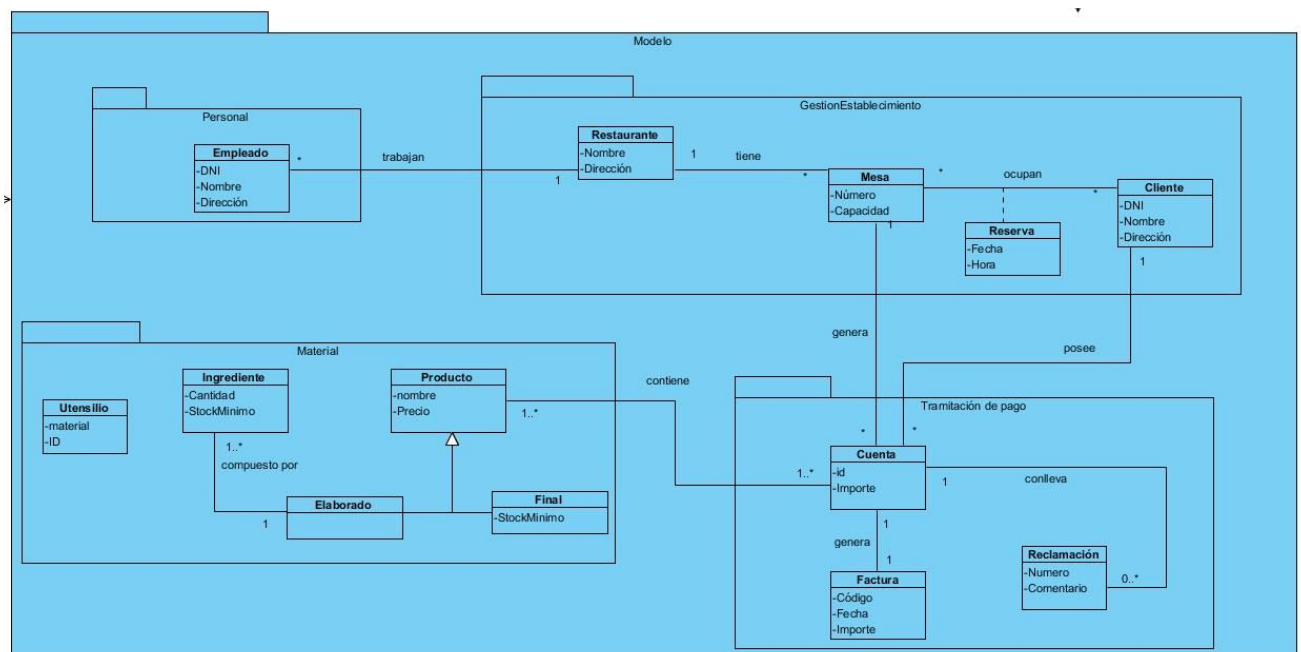 Modelo
Personal
Empleado
-DNI
-Nombre
-Dirección
*
trabajan
1
GestionEstablecimiento
Restaurante
-Nombre
-Dirección
1
tiene
*
Mesa
-Número
-Capacidad
1
*
ocupan
*
Cliente
-DNI
-Nombre
-Dirección
1
Reserva
-Fecha
-Hora
genera
posee
Material
Utensilio
-material
-ID
Ingrediente
-Cantidad
-StockMinimo
1..*
compuesto por
1
Elaborado
Producto
-nombre
-Precio
1..*
Final
-StockMinimo
contiene
1..*
Tramitación de pago
*
*
Cuenta
-id
-Importe
1
conlleva
1
genera
1
Factura
-Código
-Fecha
-Importe
Reclamación
-Numero
-Comentario
0..*